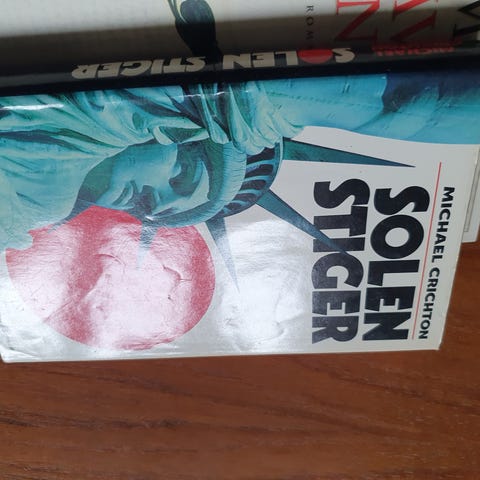 MICHAEL CRICHTON
SOLEN
STIGER
SOLEN STIGER
ROM